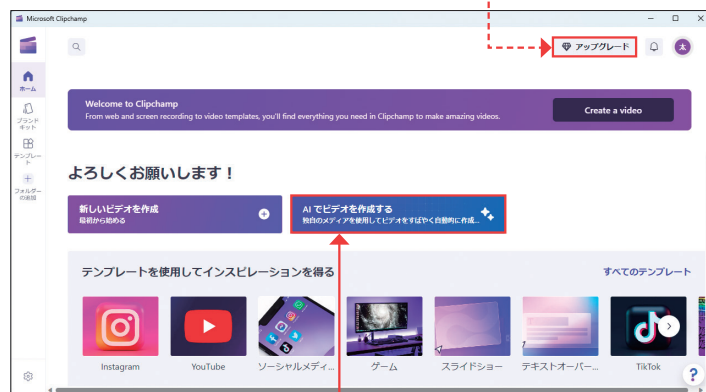 Microsoft Clipchamp
アップグレード
太
ホーム
ブランド
キット
テンプレー
ト
フォルダー
の追加
Welcome to Clipchamp
From web and screen recording to video templates, you'll find everything you need in Clipchamp to make amazing videos.
Create a video
よろしくお願いします！
新しいビデオを作成
最初から始める
AI でビデオを作成する
独自のメディアを使用してビデオをすばやく自動的に作成...
テンプレートを使用してインスピレーションを得る
すべてのテンプレート
Instagram
YouTube
ソーシャルメディ...
ゲーム
スライドショー
テキストオーバー...
TikTok
?